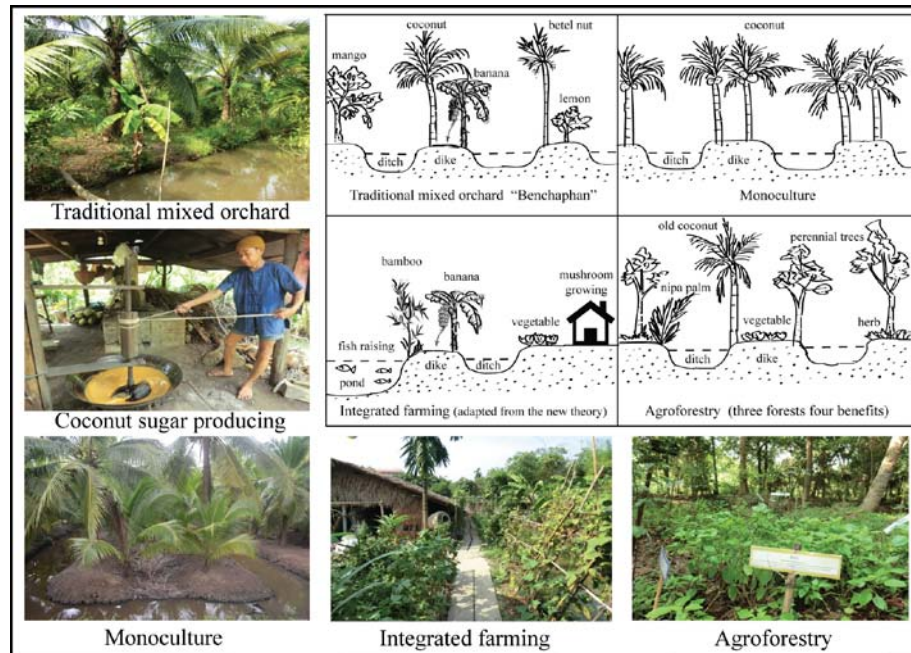 Traditional mixed orchard
Coconut sugar producing
mango
coconut
banana
betel nut
lemon
ditch
dike
ditch
Traditional mixed orchard "Benchaphan"
coconut
ditch
dike
ditch
Monoculture
bamboo
banana
mushroom
growing
vegetable
fish raising
pond
dike
ditch
Integrated farming (adapted from the new theory)
old coconut
perennial trees
nipa palm
vegetable
herb
ditch
dike
Agroforestry (three forests four benefits)
Monoculture
Integrated farming
Agroforestry